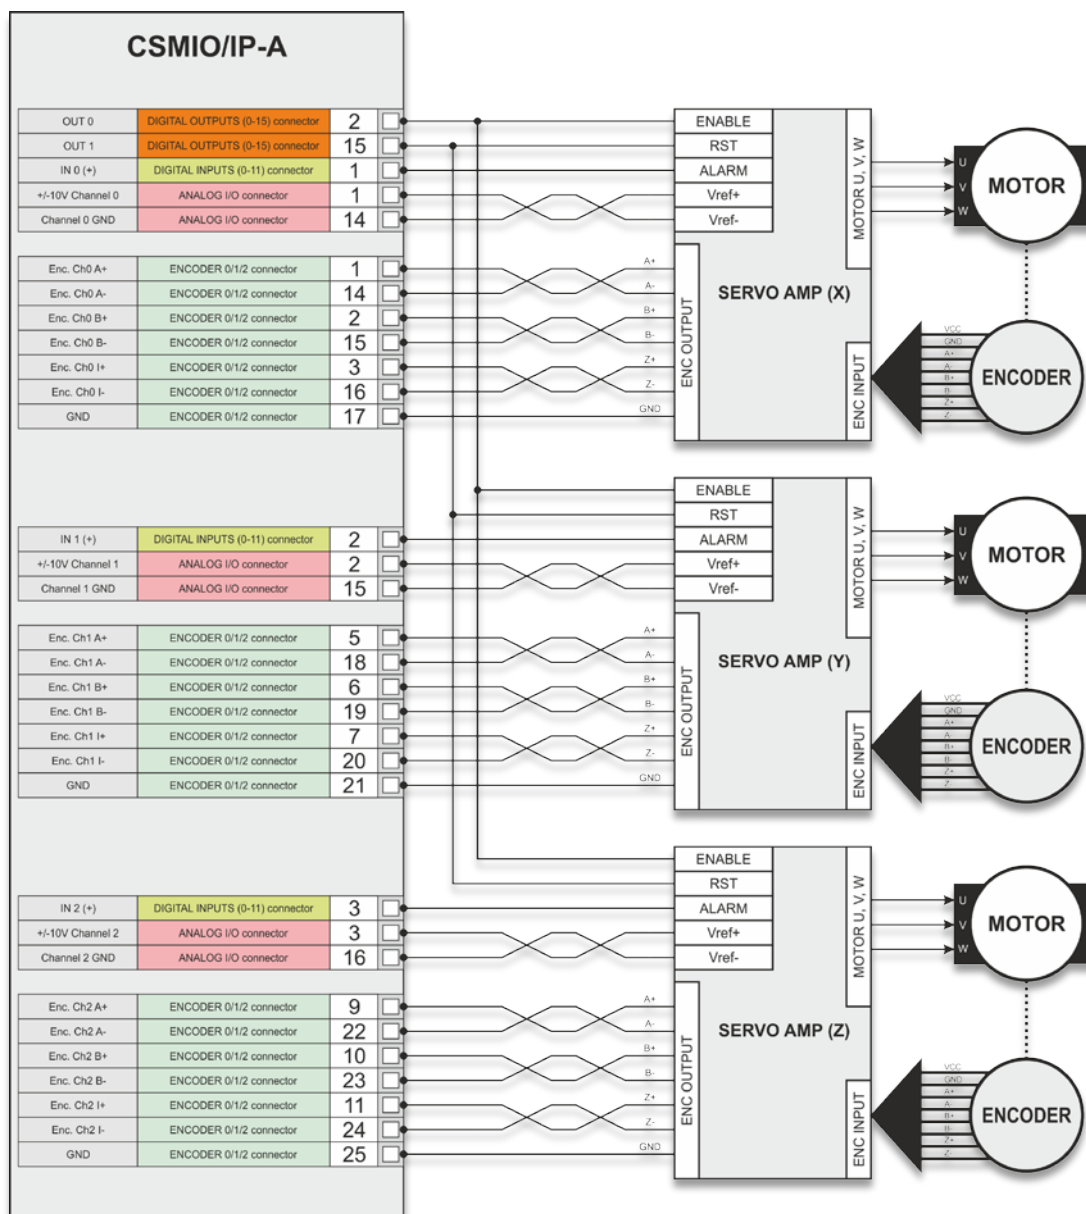 CSMIO/IP-A
OUT 0 DIGITAL OUTPUTS (0-15) connector 2 ENABLE
OUT 1 DIGITAL OUTPUTS (0-15) connector 15 RST
IN 0 (+) DIGITAL INPUTS (0-11) connector 1 ALARM
+/-10V Channel 0 ANALOG I/O connector 1 Vref+
Channel 0 GND ANALOG I/O connector 14 Vref-
MOTOR U, V, W
U
V
W
MOTOR
Enc. Ch0 A+ ENCODER 0/1/2 connector 1 A+
Enc. Ch0 A- ENCODER 0/1/2 connector 14 A-
Enc. Ch0 B+ ENCODER 0/1/2 connector 2 B+
Enc. Ch0 B- ENCODER 0/1/2 connector 15 B-
Enc. Ch0 I+ ENCODER 0/1/2 connector 3 Z+
Enc. Ch0 I- ENCODER 0/1/2 connector 16 Z-
GND ENCODER 0/1/2 connector 17 GND
ENC OUTPUT
SERVO AMP (X)
ENC INPUT
VCC
GND
A+
A-
B+
B-
Z+
Z-
ENCODER
ENABLE
RST
IN 1 (+) DIGITAL INPUTS (0-11) connector 2 ALARM
+/-10V Channel 1 ANALOG I/O connector 2 Vref+
Channel 1 GND ANALOG I/O connector 15 Vref-
MOTOR U, V, W
U
V
W
MOTOR
Enc. Ch1 A+ ENCODER 0/1/2 connector 5 A+
Enc. Ch1 A- ENCODER 0/1/2 connector 18 A-
Enc. Ch1 B+ ENCODER 0/1/2 connector 6 B+
Enc. Ch1 B- ENCODER 0/1/2 connector 19 B-
Enc. Ch1 I+ ENCODER 0/1/2 connector 7 Z+
Enc. Ch1 I- ENCODER 0/1/2 connector 20 Z-
GND ENCODER 0/1/2 connector 21 GND
ENC OUTPUT
SERVO AMP (Y)
ENC INPUT
VCC
GND
A+
A-
B+
B-
Z+
Z-
ENCODER
ENABLE
RST
IN 2 (+) DIGITAL INPUTS (0-11) connector 3 ALARM
+/-10V Channel 2 ANALOG I/O connector 3 Vref+
Channel 2 GND ANALOG I/O connector 16 Vref-
MOTOR U, V, W
U
V
W
MOTOR
Enc. Ch2 A+ ENCODER 0/1/2 connector 9 A+
Enc. Ch2 A- ENCODER 0/1/2 connector 22 A-
Enc. Ch2 B+ ENCODER 0/1/2 connector 10 B+
Enc. Ch2 B- ENCODER 0/1/2 connector 23 B-
Enc. Ch2 I+ ENCODER 0/1/2 connector 11 Z+
Enc. Ch2 I- ENCODER 0/1/2 connector 24 Z-
GND ENCODER 0/1/2 connector 25 GND
ENC OUTPUT
SERVO AMP (Z)
ENC INPUT
VCC
GND
A+
A-
B+
B-
Z+
Z-
ENCODER